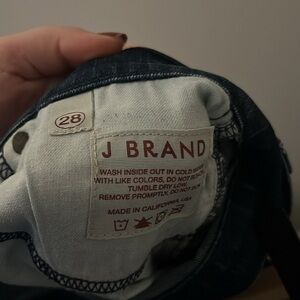 28
J BRAND
WASH INSIDE OUT IN COLD
WITH LIKE COLORS, DO NOT
TUMBLE DRY LOW,
REMOVE PROMPTLY, DO NOT
MADE IN CALIFORNIA, USA